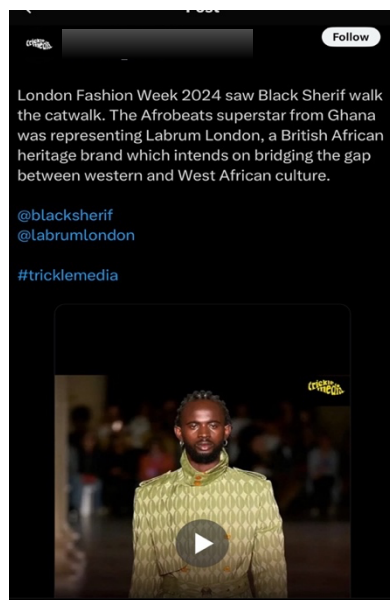 Follow
London Fashion Week 2024 saw Black Sherif walk
the catwalk. The Afrobeats superstar from Ghana
was representing Labrum London, a British African
heritage brand which intends on bridging the gap
between western and West African culture.
@blacksherif
@labrumlondon
#tricklemedia